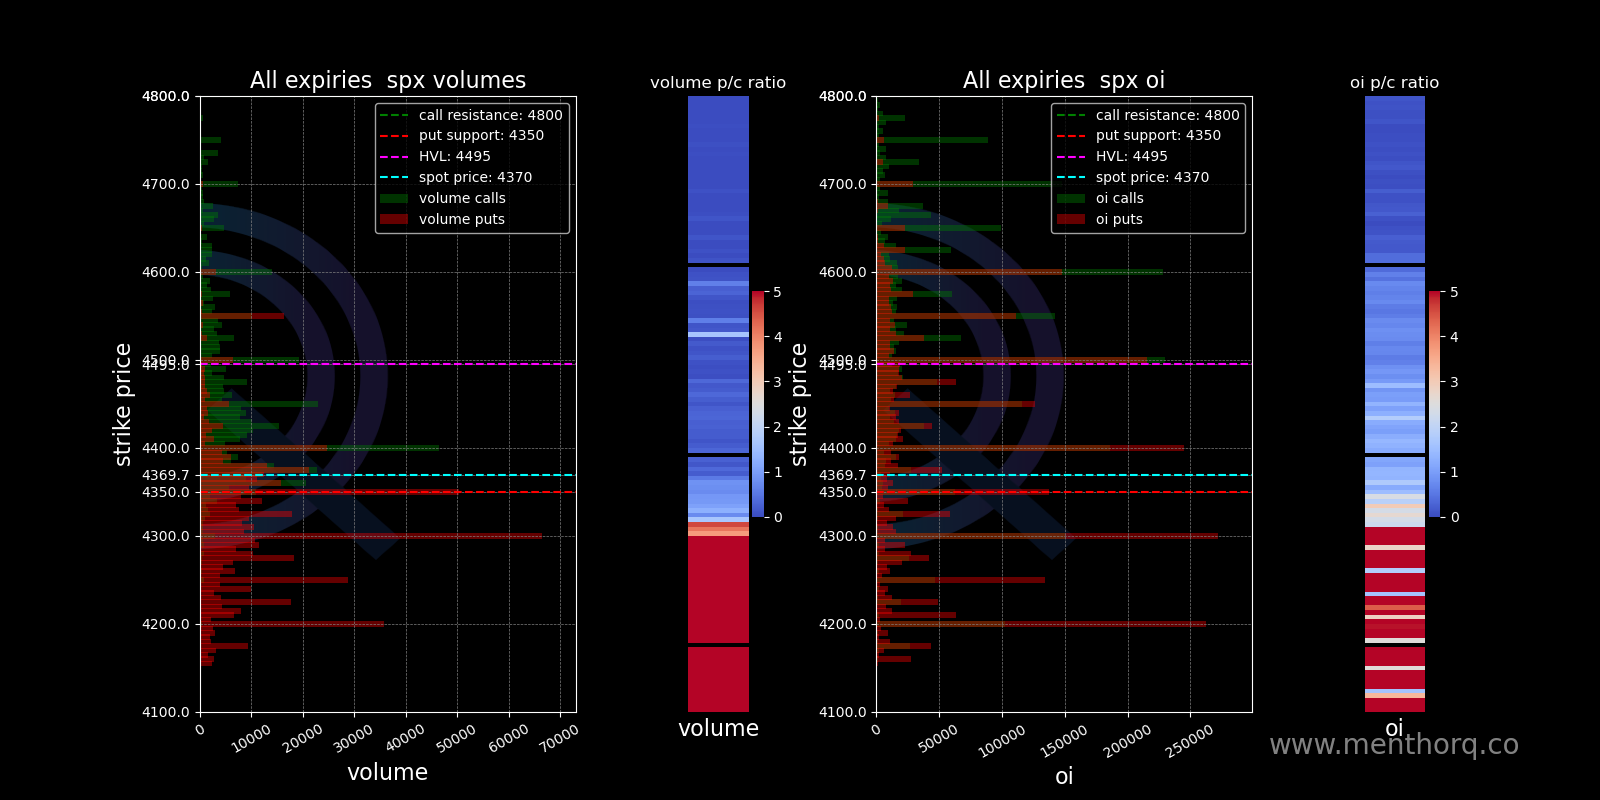 All expiries  spx volumes
volume p/c ratio
All expiries  spx oi
oi p/c ratio
strike price
4800.0
4700.0
4600.0
4500.0
4495.0
4400.0
4369.7
4350.0
4300.0
4200.0
4100.0
call resistance: 4800
put support: 4350
HVL: 4495
spot price: 4370
volume calls
volume puts
0
10000
20000
30000
40000
50000
60000
70000
volume
5
4
3
2
1
0
volume
strike price
4800.0
4700.0
4600.0
4500.0
4495.0
4400.0
4369.7
4350.0
4300.0
4200.0
4100.0
call resistance: 4800
put support: 4350
HVL: 4495
spot price: 4370
oi calls
oi puts
0
50000
100000
150000
200000
250000
oi
5
4
3
2
1
0
oi
www.menthorq.co